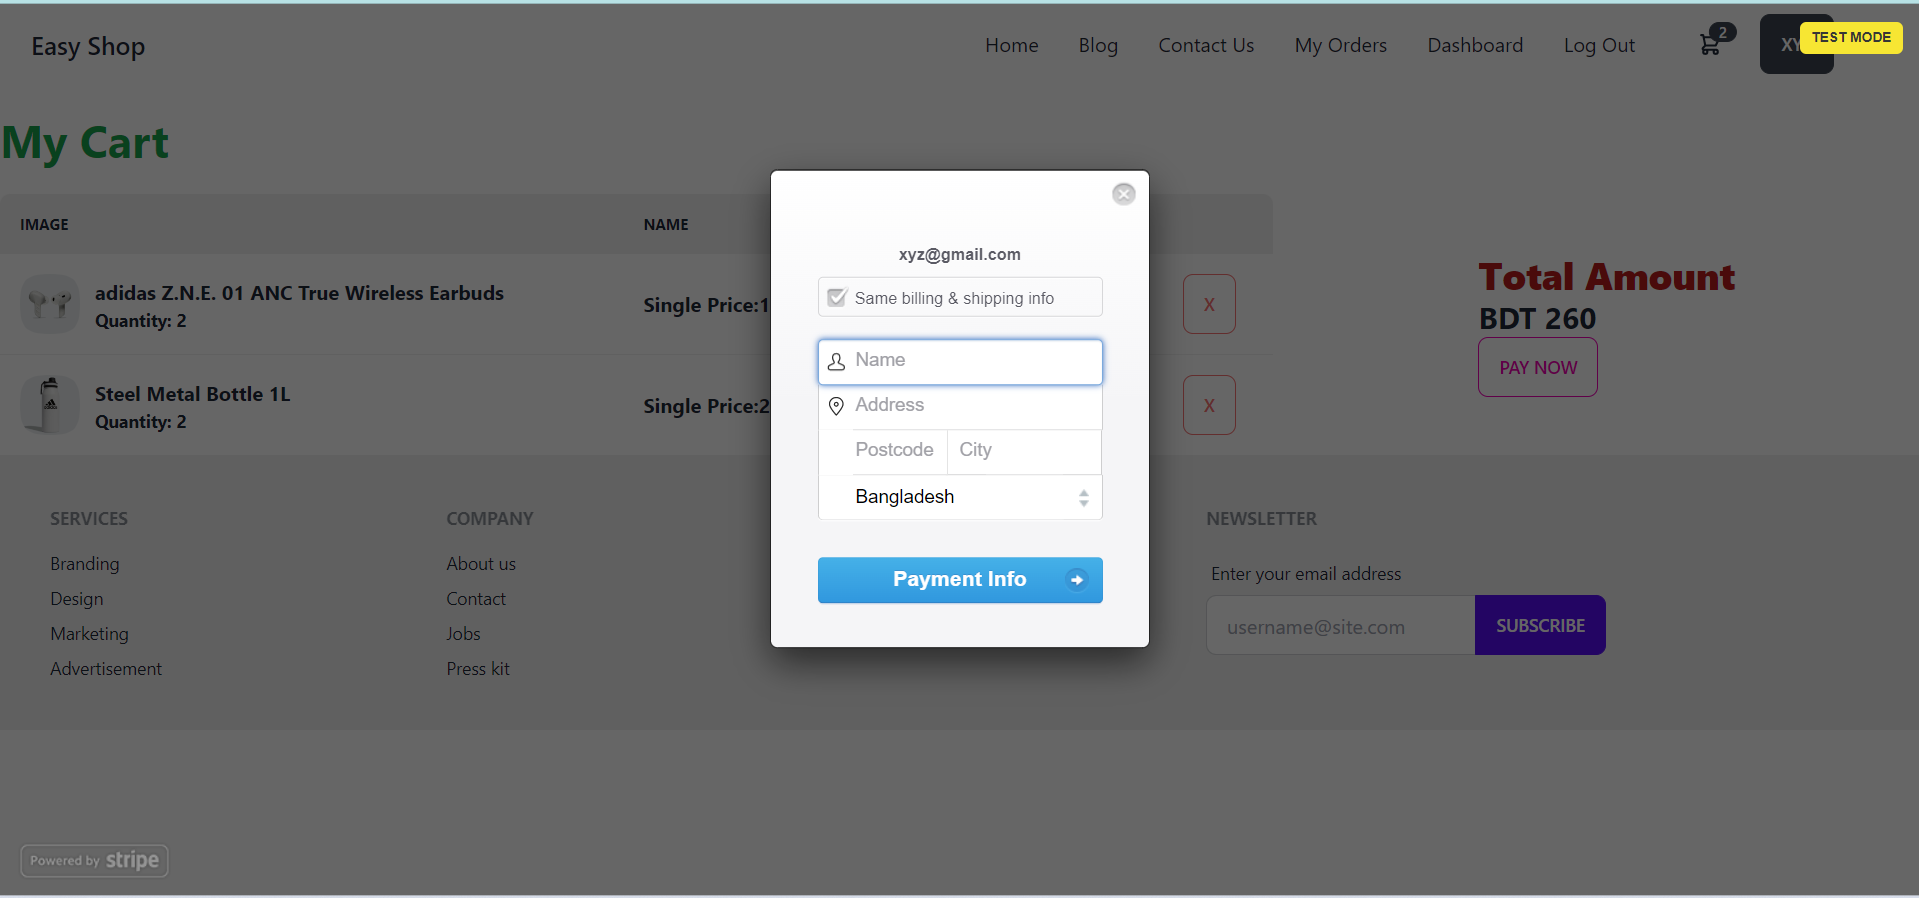 Easy Shop
Home
Blog
Contact Us
My Orders
Dashboard
Log Out
2
TEST MODE
My Cart
IMAGE
NAME
adidas Z.N.E. 01 ANC True Wireless Earbuds
Quantity: 2
Single Price:1
X
Steel Metal Bottle 1L
Quantity: 2
Single Price:2
X
Total Amount
BDT 260
PAY NOW
xyz@gmail.com
Same billing & shipping info
Name
Address
Postcode
City
Bangladesh
Payment Info
SERVICES
Branding
Design
Marketing
Advertisement
COMPANY
About us
Contact
Jobs
Press kit
NEWSLETTER
Enter your email address
username@site.com
SUBSCRIBE
Powered by stripe